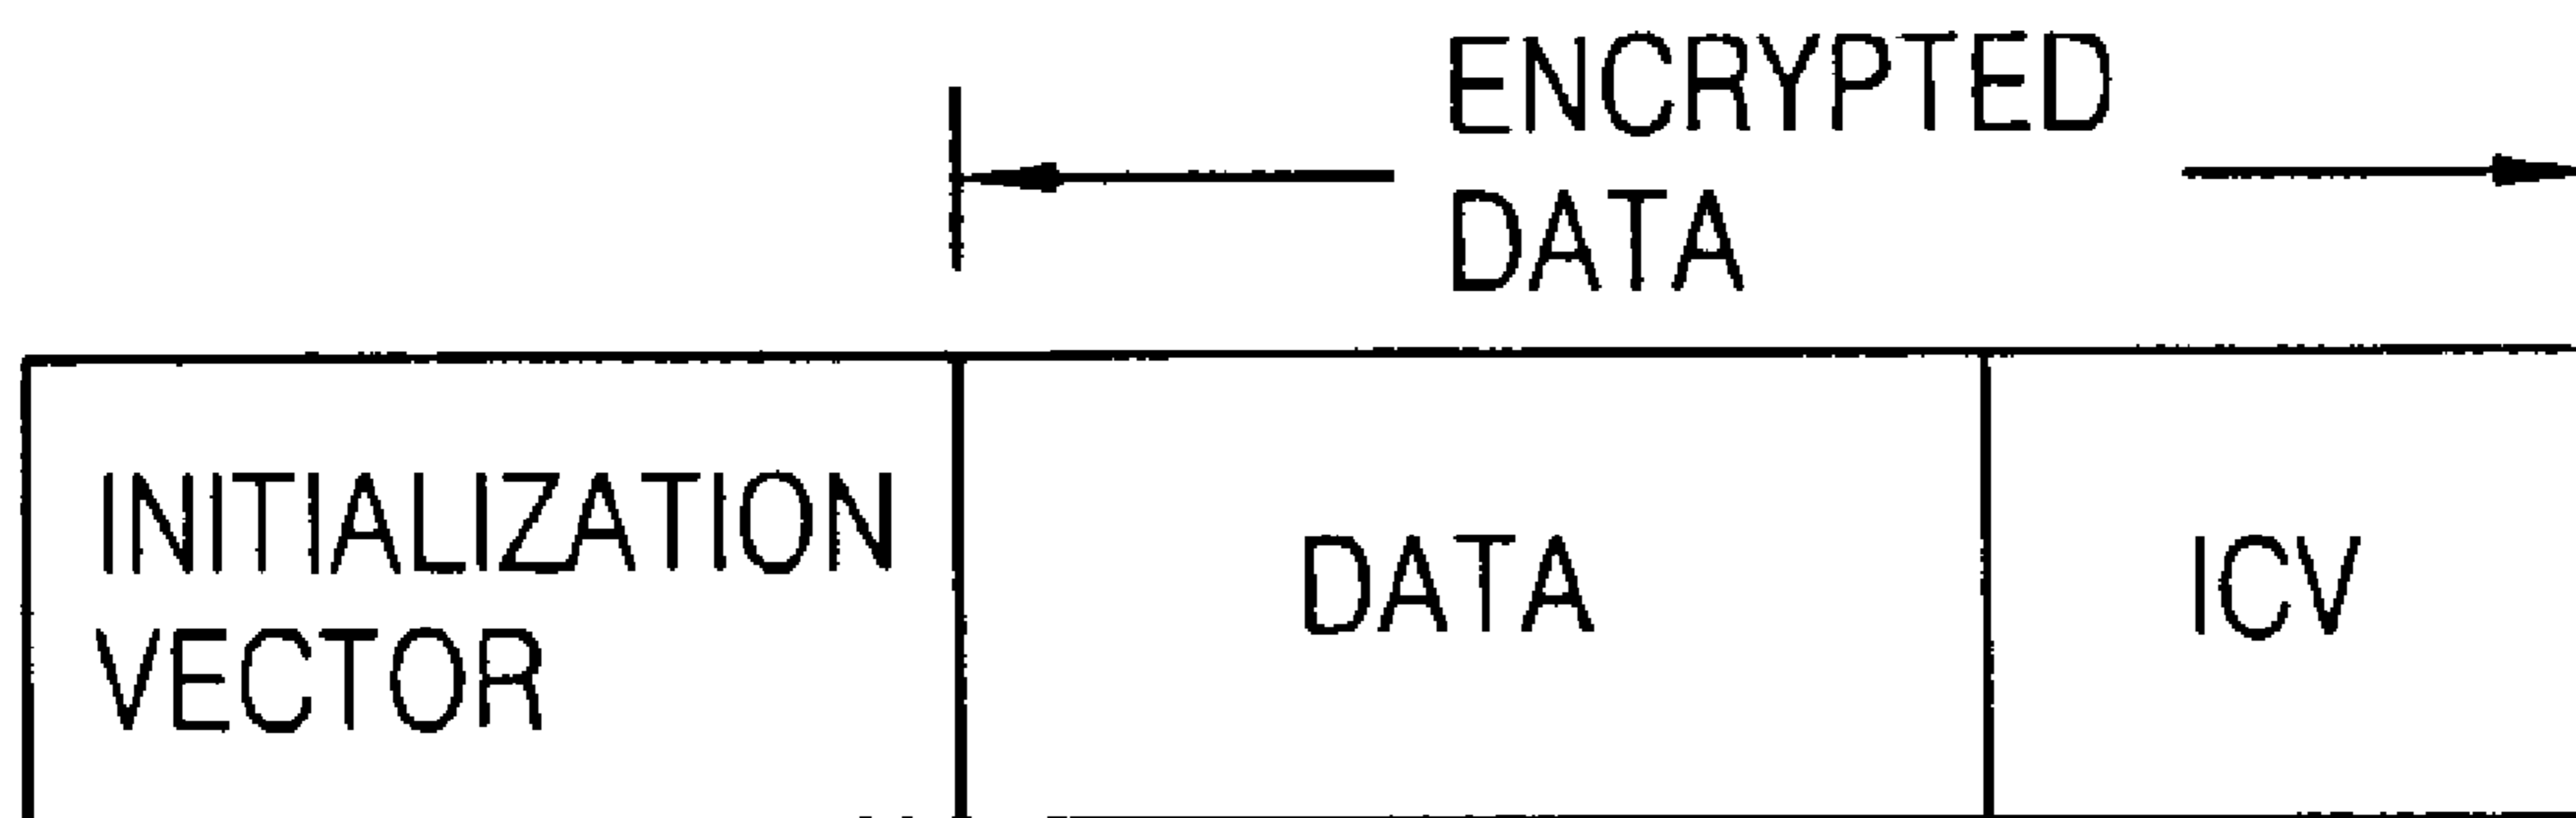 ENCRYPTED
DATA
INITIALIZATION
VECTOR
DATA
ICV